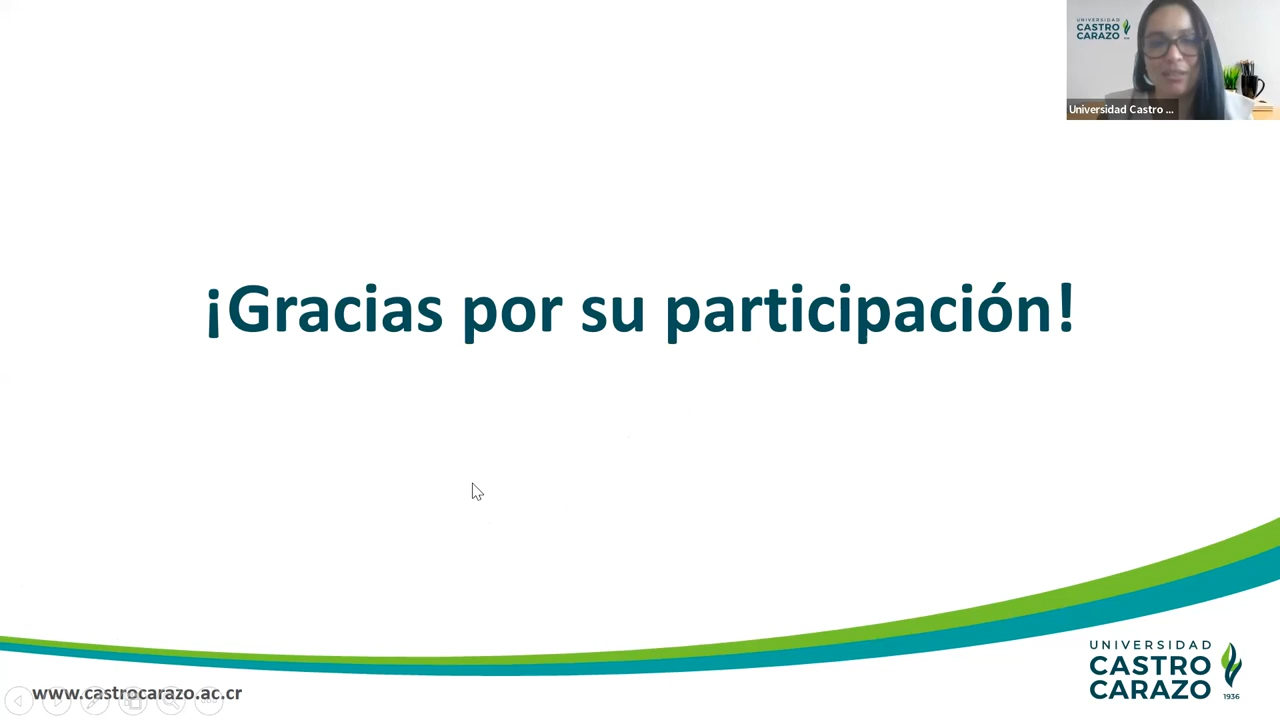 UNIVERSIDAD
CASTRO
CARAZO
Universidad Castro ...
¡Gracias por su participación!
www.castrocarazo.ac.cr
UNIVERSIDAD
CASTRO
CARAZO
1936